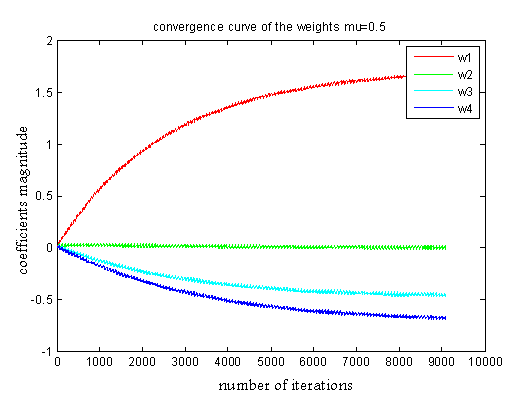 convergence curve of the weights mu=0.5
2
1.5
1
0.5
0
-0.5
-1
coefficients magnitude
w1
w2
w3
w4
0 1000 2000 3000 4000 5000 6000 7000 8000 9000 10000
number of iterations